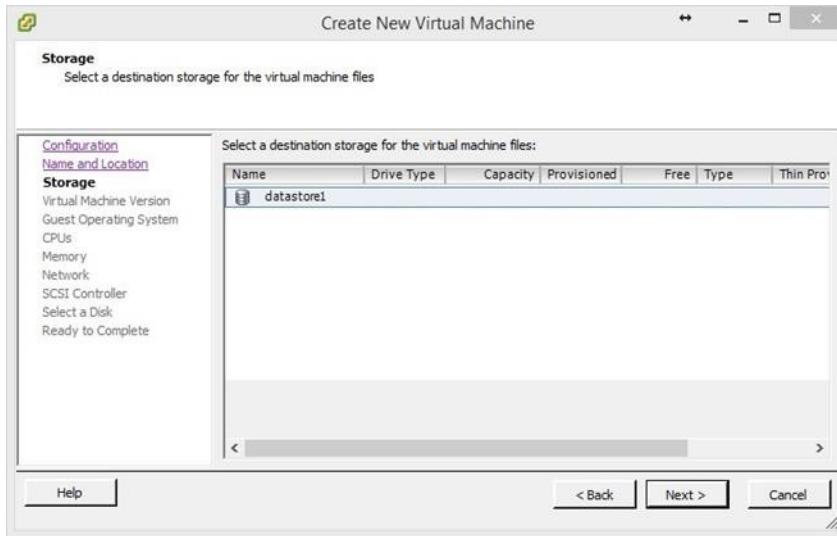 Create New Virtual Machine
Storage
Select a destination storage for the virtual machine files
Configuration
Name and Location
Storage
Virtual Machine Version
Guest Operating System
CPUs
Memory
Network
SCSI Controller
Select a Disk
Ready to Complete
Select a destination storage for the virtual machine files:
Name Drive Type Capacity Provisioned Free Type Thin Prov
datastore1
Help < Back Next > Cancel